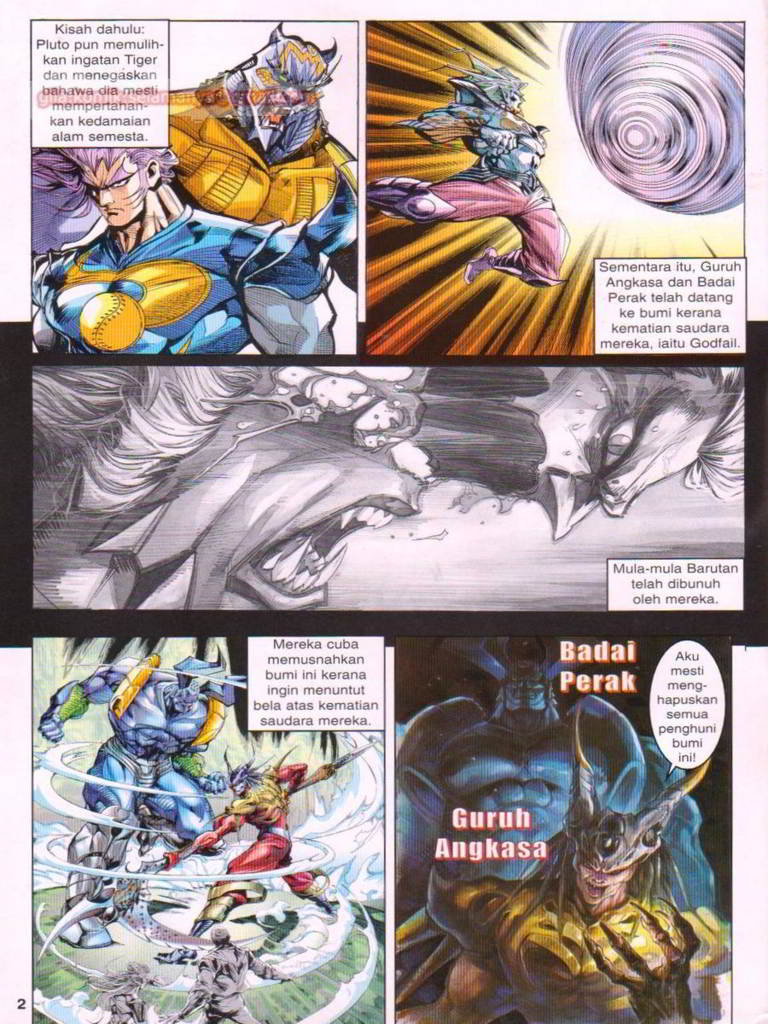 Kisah dahulu:
Pluto pun memulih-
kan ingatan Tiger
dan menegaskan
bahawa dia mesti
mempertahan-
kan kedamaian
alam semesta.
Sementara itu, Guruh
Angkasa dan Badai
Perak telah datang
ke bumi kerana
kematian saudara
mereka, iaitu Godfail.
Mula-mula Barutan
telah dibunuh
oleh mereka.
Mereka cuba
memusnahkan
bumi ini kerana
ingin menuntut
bela atas kematian
saudara mereka.
Badai
Perak
Aku
mesti
meng-
hapuskan
semua
penghuni
bumi
ini!
Guruh
Angkasa
2